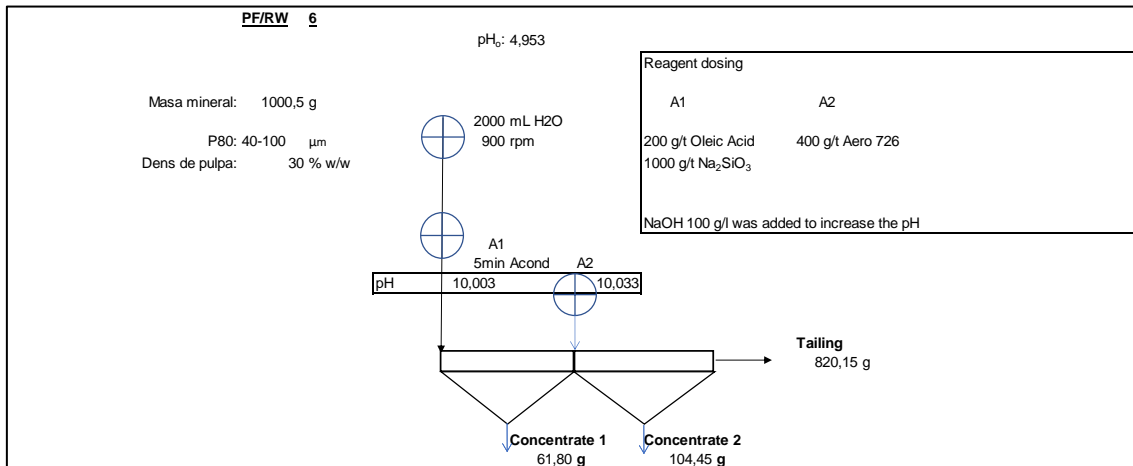 PF/RW 6
pHo: 4,953
Reagent dosing
Masa mineral: 1000,5 g
A1 A2
2000 mL H2O
900 rpm
P80: 40-100 µm
200 g/t Oleic Acid 400 g/t Aero 726
Dens de pulpa: 30 % w/w
1000 g/t Na2SiO3
NaOH 100 g/l was added to increase the pH
A1
5min Acond A2
pH 10,003 10,033
Tailing
820,15 g
Concentrate 1 Concentrate 2
61,80 g 104,45 g